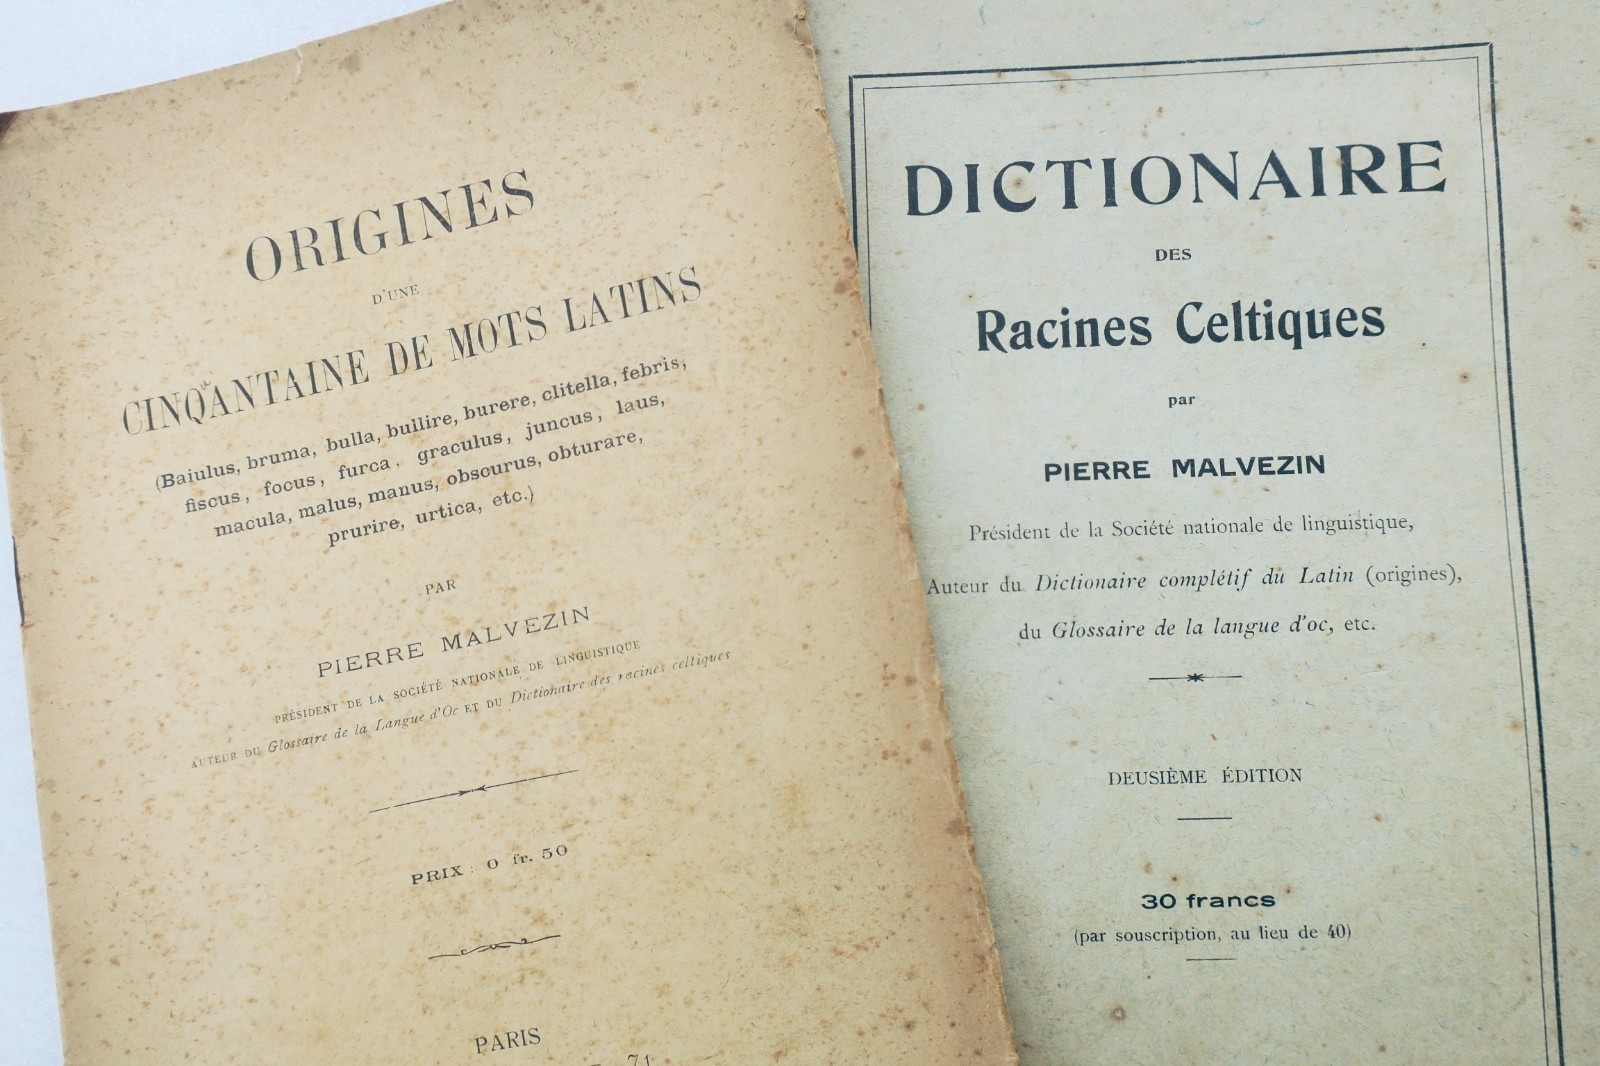 ORIGINES
D'UNE
CINQANTAINE DE MOTS LATINS
(Baiulus, bruma, bulla, bullire, burere, clitella, febris,
fiscus, focus, furca, graculus, juncus, laus,
macula, malus, manus, obscurus, obturare,
prurire, urtica, etc.)
PAR
PIERRE MALVEZIN
PRÉSIDENT DE LA SOCIÉTÉ NATIONALE DE LINGUISTIQUE
AUTEUR DU Glossaire de la Langue d'Oc ET DU Dictionaire des racines celtiques
PRIX : 0 fr. 50
PARIS
71
DICTIONAIRE
DES
Racines Celtiques
par
PIERRE MALVEZIN
Président de la Société nationale de linguistique,
Auteur du Dictionaire complétif du Latin (origines),
du Glossaire de la langue d'oc, etc.
DEUSIÈME ÉDITION
30 francs
(par souscription, au lieu de 40)